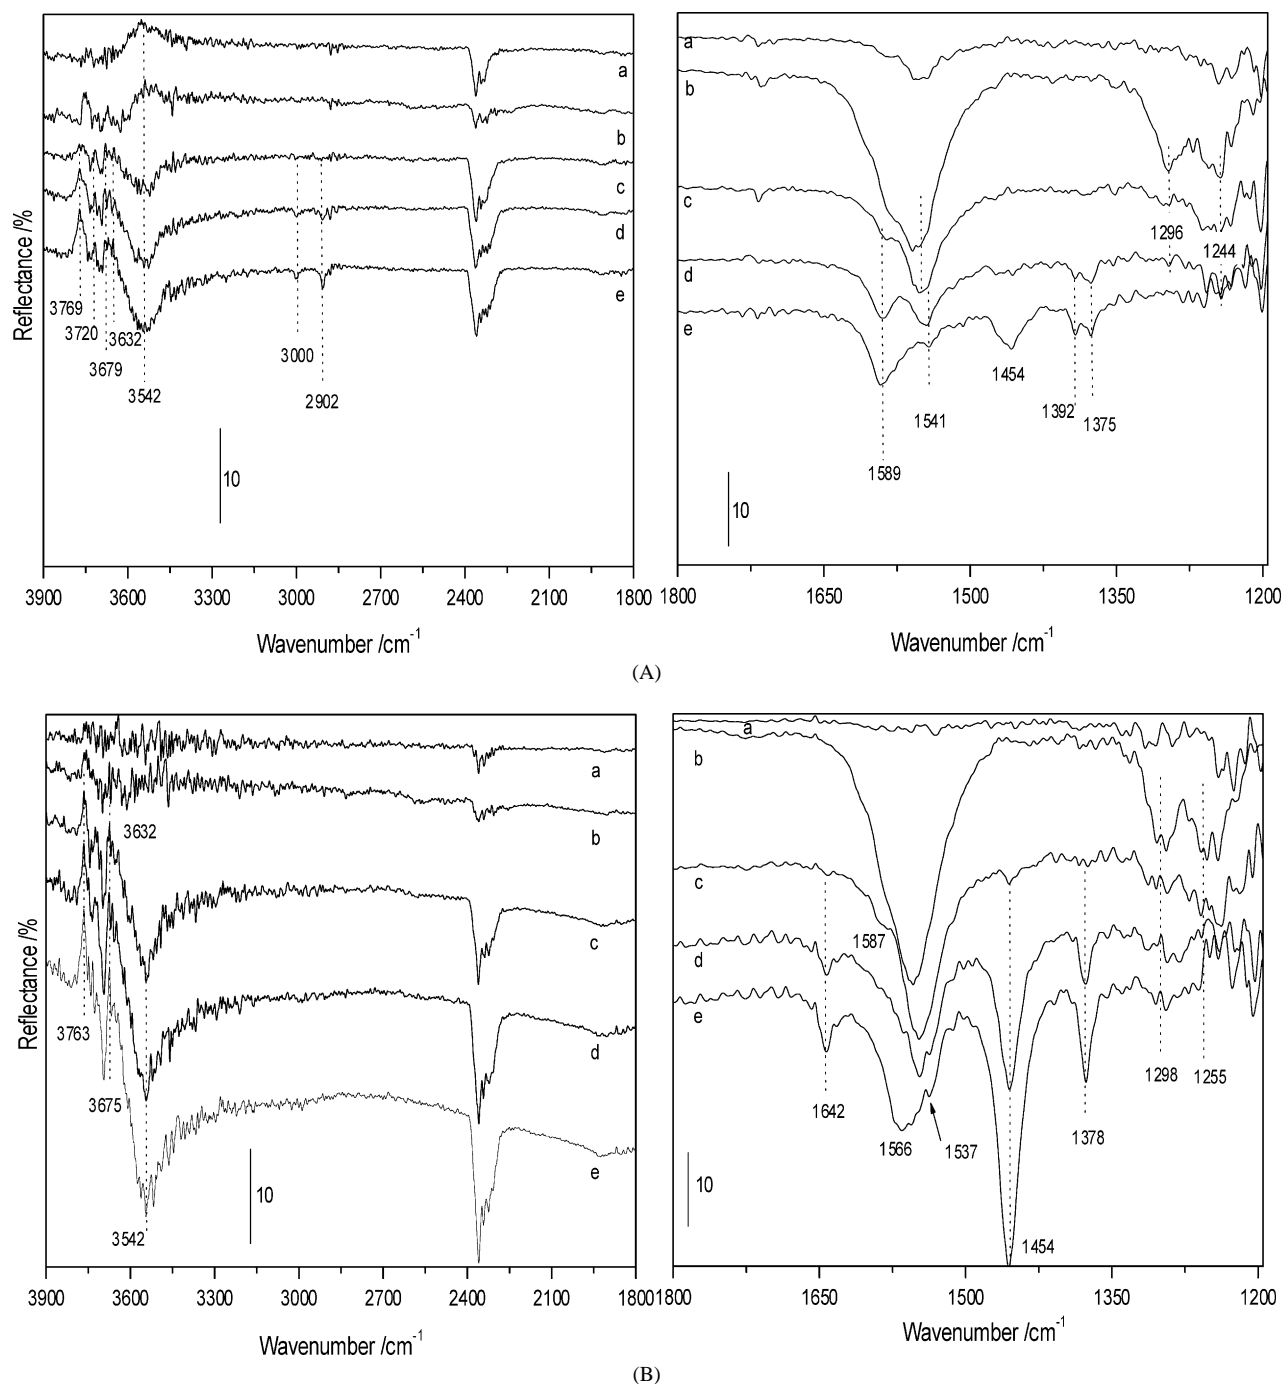 a
b
c
d
e
3769
3720
3632
3679
3542
3000
2902
10
Reflectance /%
3900 3600 3300 3000 2700 2400 2100 1800
Wavenumber /cm-1
a
b
c
d
e
1296
1244
1454
1392
1375
1541
1589
10
1800 1650 1500 1350 1200
Wavenumber /cm-1
(A)
a
b
c
d
e
3632
3763
3675
3542
10
Reflectance /%
3900 3600 3300 3000 2700 2400 2100 1800
Wavenumber /cm-1
a
b
c
d
e
1587
1642
1566
1537
1454
1378
1298
1255
10
1800 1650 1500 1350 1200
Wavenumber /cm-1
(B)